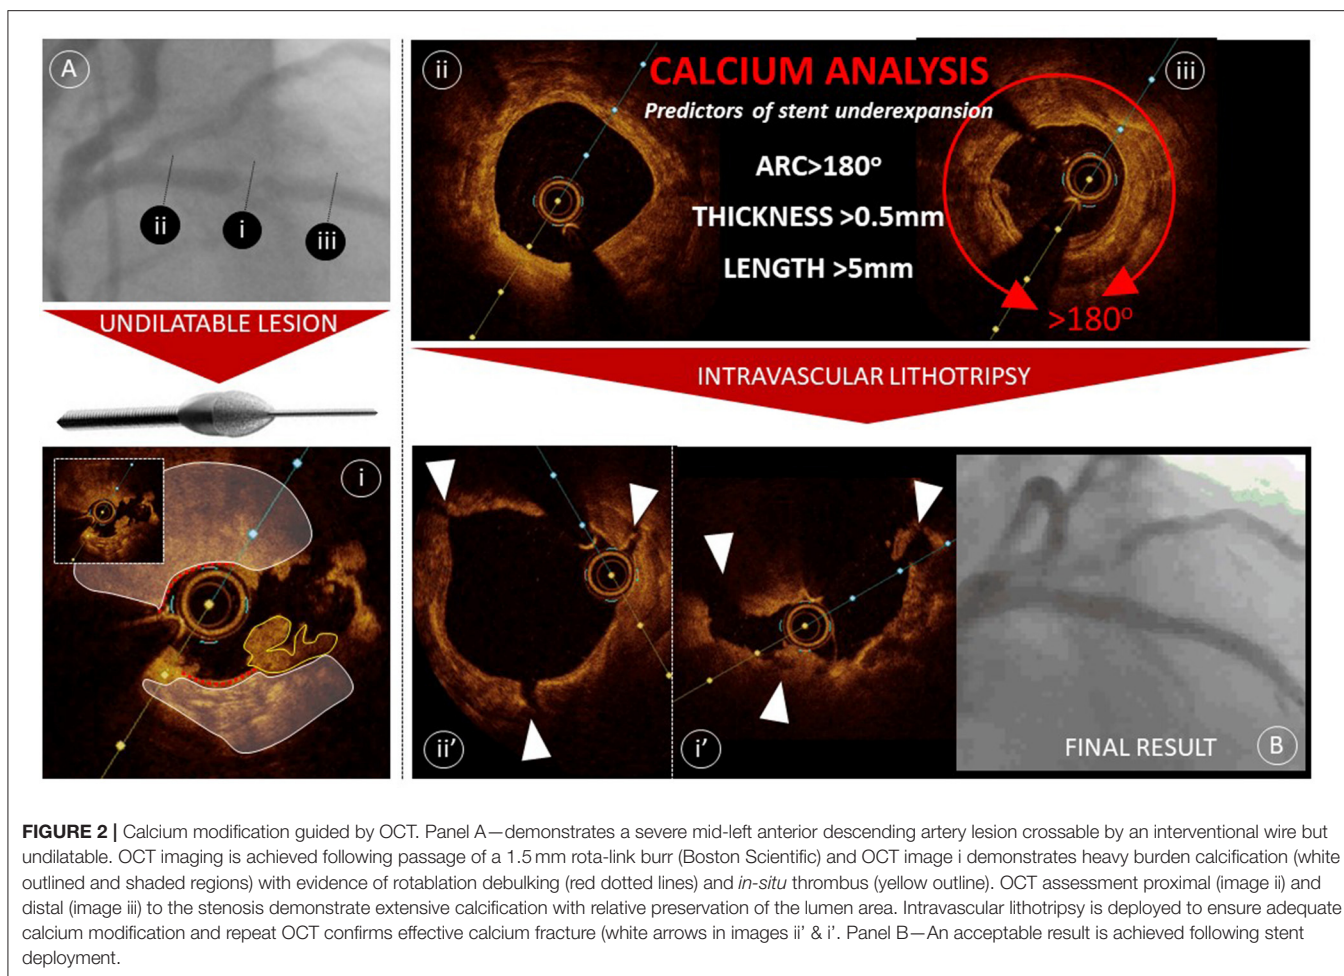 A
ii
i
iii
UNDILATABLE LESION
i
ii
CALCIUM ANALYSIS
iii
Predictors of stent underexpansion
ARC>180°
THICKNESS >0.5mm
LENGTH >5mm
>180°
INTRAVASCULAR LITHOTRIPSY
ii'
i'
FINAL RESULT
B
FIGURE 2 | Calcium modification guided by OCT. Panel A—demonstrates a severe mid-left anterior descending artery lesion crossable by an interventional wire but
undilatable. OCT imaging is achieved following passage of a 1.5 mm rota-link burr (Boston Scientific) and OCT image i demonstrates heavy burden calcification (white
outlined and shaded regions) with evidence of rotablation debulking (red dotted lines) and in-situ thrombus (yellow outline). OCT assessment proximal (image ii) and
distal (image iii) to the stenosis demonstrate extensive calcification with relative preservation of the lumen area. Intravascular lithotripsy is deployed to ensure adequate
calcium modification and repeat OCT confirms effective calcium fracture (white arrows in images ii' & i'. Panel B—An acceptable result is achieved following stent
deployment.